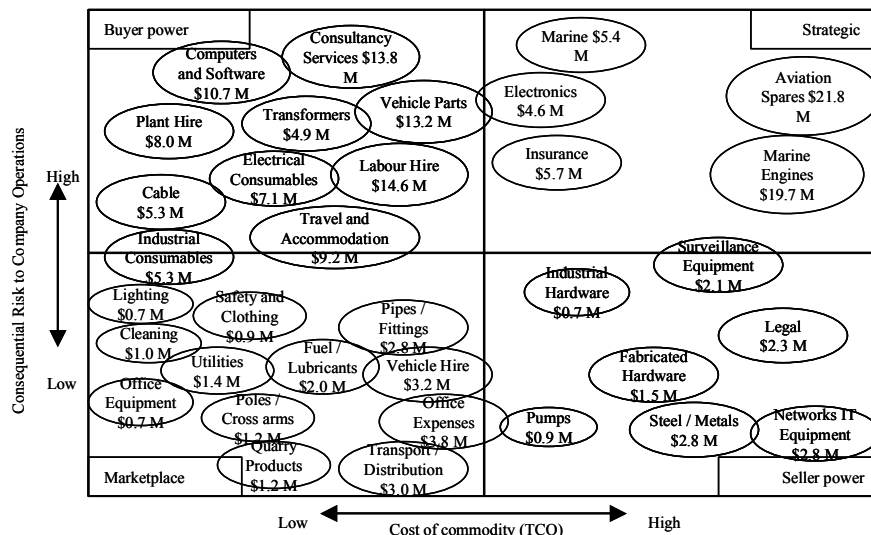 Buyer power
Strategic
Computers
and Software
$10.7 M
Consultancy
Services $13.8
M
Marine $5.4
M
Aviation
Spares $21.8
M
Electronics
$4.6 M
Vehicle Parts
$13.2 M
Transformers
$4.9 M
Plant Hire
$8.0 M
Electrical
Consumables
$7.1 M
Labour Hire
$14.6 M
Insurance
$5.7 M
Marine
Engines
$19.7 M
Cable
$5.3 M
Travel and
Accommodation
$9.2 M
Industrial
Consumables
$5.3 M
Surveillance
Equipment
$2.1 M
Industrial
Hardware
$0.7 M
Lighting
$0.7 M
Safety and
Clothing
$0.9 M
Pipes /
Fittings
$2.8 M
Legal
$2.3 M
Cleaning
$1.0 M
Utilities
$1.4 M
Fuel /
Lubricants
$2.0 M
Vehicle Hire
$3.2 M
Fabricated
Hardware
$1.5 M
Office
Equipment
$0.7 M
Poles /
Cross arms
$1.2 M
Office
Expenses
$3.8 M
Pumps
$0.9 M
Steel / Metals
$2.8 M
Networks IT
Equipment
$2.8 M
Quarry
Products
$1.2 M
Transport /
Distribution
$3.0 M
Marketplace
Seller power
Consequential Risk to Company Operations
High
Low
Low
Cost of commodity (TCO)
High